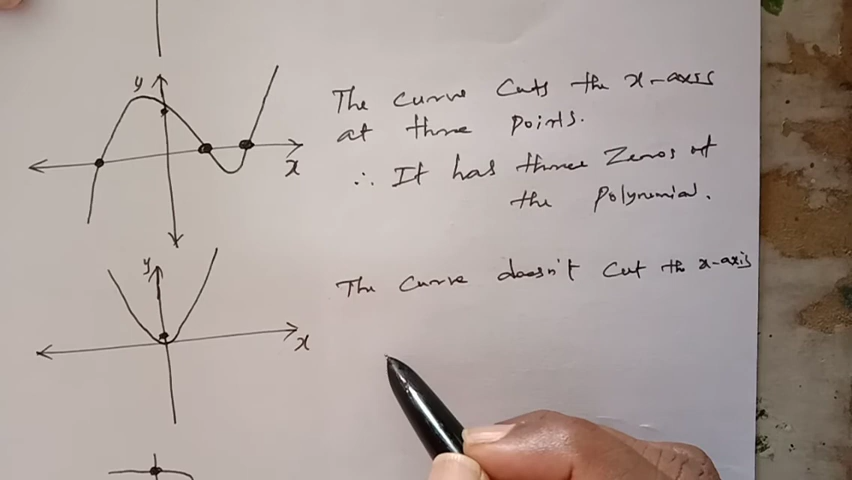 y
The curve cuts the x-axis
at three points.
x
∴ It has three zeros of
the polynomial.
y
The curve doesn't cut the x-axis
x